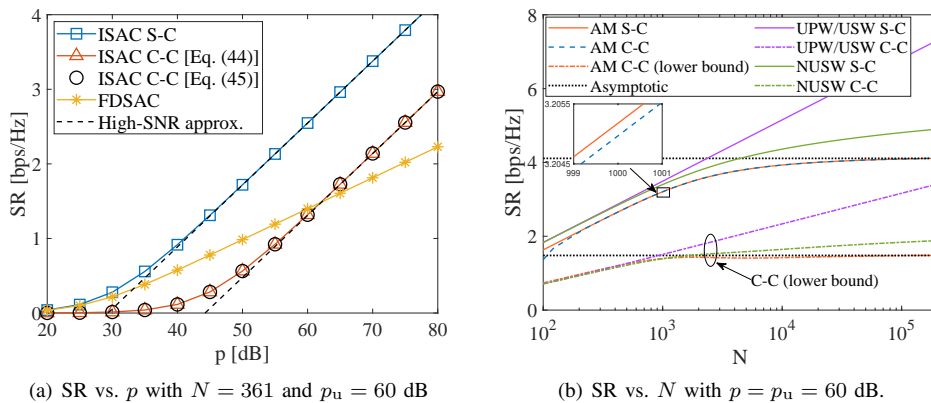 4
3
2
1
0
SR [bps/Hz]
ISAC S-C
ISAC C-C [Eq. (44)]
ISAC C-C [Eq. (45)]
FDSAC
High-SNR approx.
20 30 40 50 60 70 80
p [dB]
(a) SR vs. p with N = 361 and p_u = 60 dB
8
6
4
2
0
SR [bps/Hz]
AM S-C
AM C-C
AM C-C (lower bound)
Asymptotic
UPW/USW S-C
UPW/USW C-C
NUSW S-C
NUSW C-C
3.2055
3.2045
999 1000 1001
C-C (lower bound)
10^2 10^3 10^4 10^5
N
(b) SR vs. N with p = p_u = 60 dB.